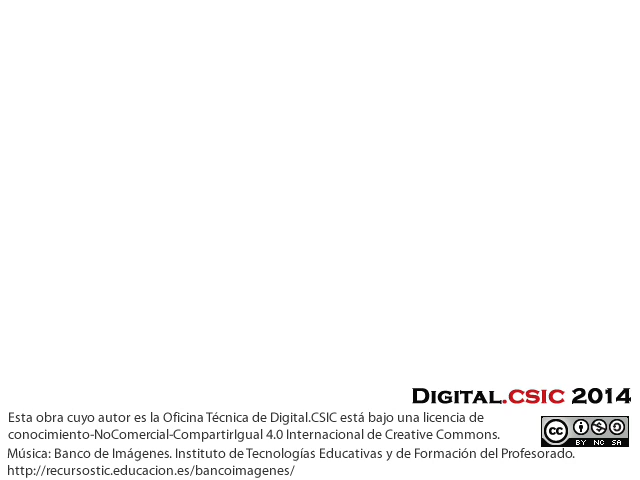 DIGITAL.CSIC 2014
Esta obra cuyo autor es la Oficina Técnica de Digital.CSIC está bajo una licencia de
conocimiento-NoComercial-CompartirIgual 4.0 Internacional de Creative Commons.
cc
BY NC SA
Música: Banco de Imágenes. Instituto de Tecnologías Educativas y de Formación del Profesorado.
http://recursostic.educacion.es/bancoimagenes/